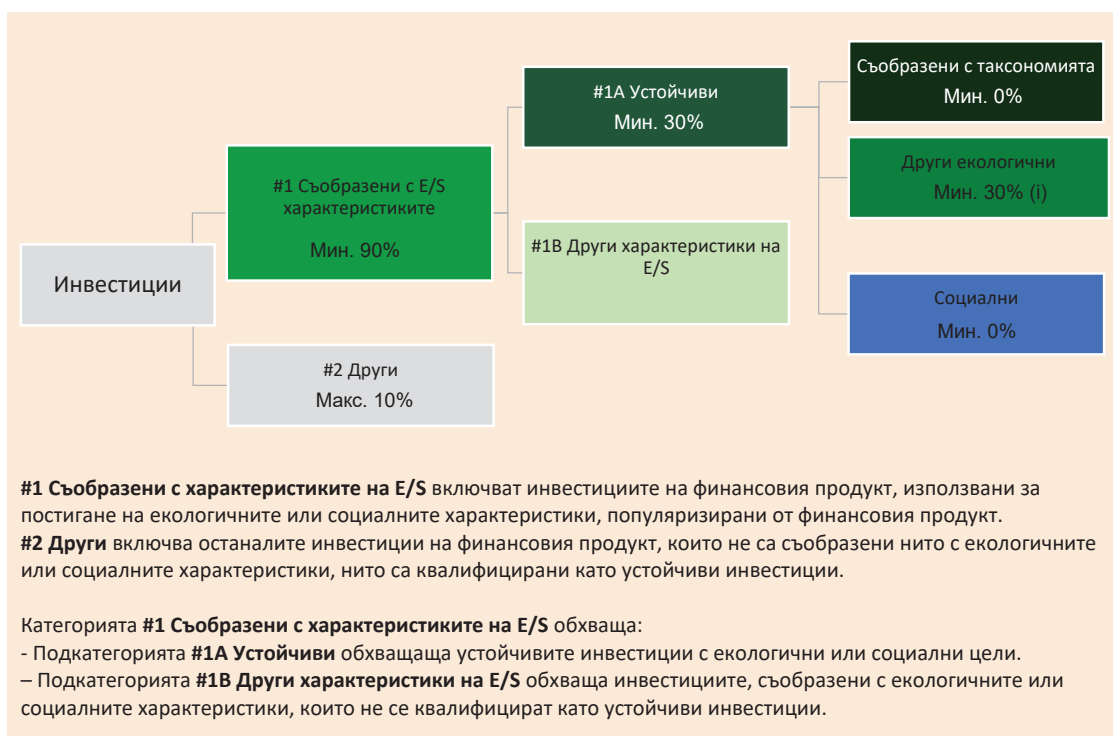 Инвестиции
#1 Съобразени с E/S
характеристиките
Мин. 90%
#2 Други
Макс. 10%
#1A Устойчиви
Мин. 30%
#1B Други характеристики на
E/S
Съобразени с таксономията
Мин. 0%
Други екологични
Мин. 30% (i)
Социални
Мин. 0%
#1 Съобразени с характеристиките на E/S включват инвестициите на финансовия продукт, използвани за
постигане на екологичните или социалните характеристики, популяризирани от финансовия продукт.
#2 Други включва останалите инвестиции на финансовия продукт, които не са съобразени нито с екологичните
или социалните характеристики, нито са квалифицирани като устойчиви инвестиции.
Категорията #1 Съобразени с характеристиките на E/S обхваща:
- Подкатегорията #1A Устойчиви обхващаща устойчивите инвестиции с екологични или социални цели.
– Подкатегорията #1B Други характеристики на E/S обхваща инвестициите, съобразени с екологичните или
социалните характеристики, които не се квалифицират като устойчиви инвестиции.